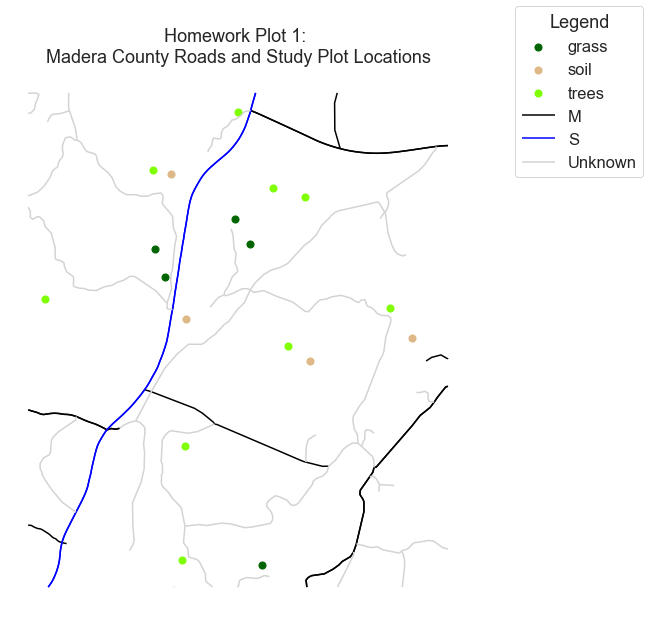 Homework Plot 1:
Madera County Roads and Study Plot Locations
Legend
grass
soil
trees
M
S
Unknown